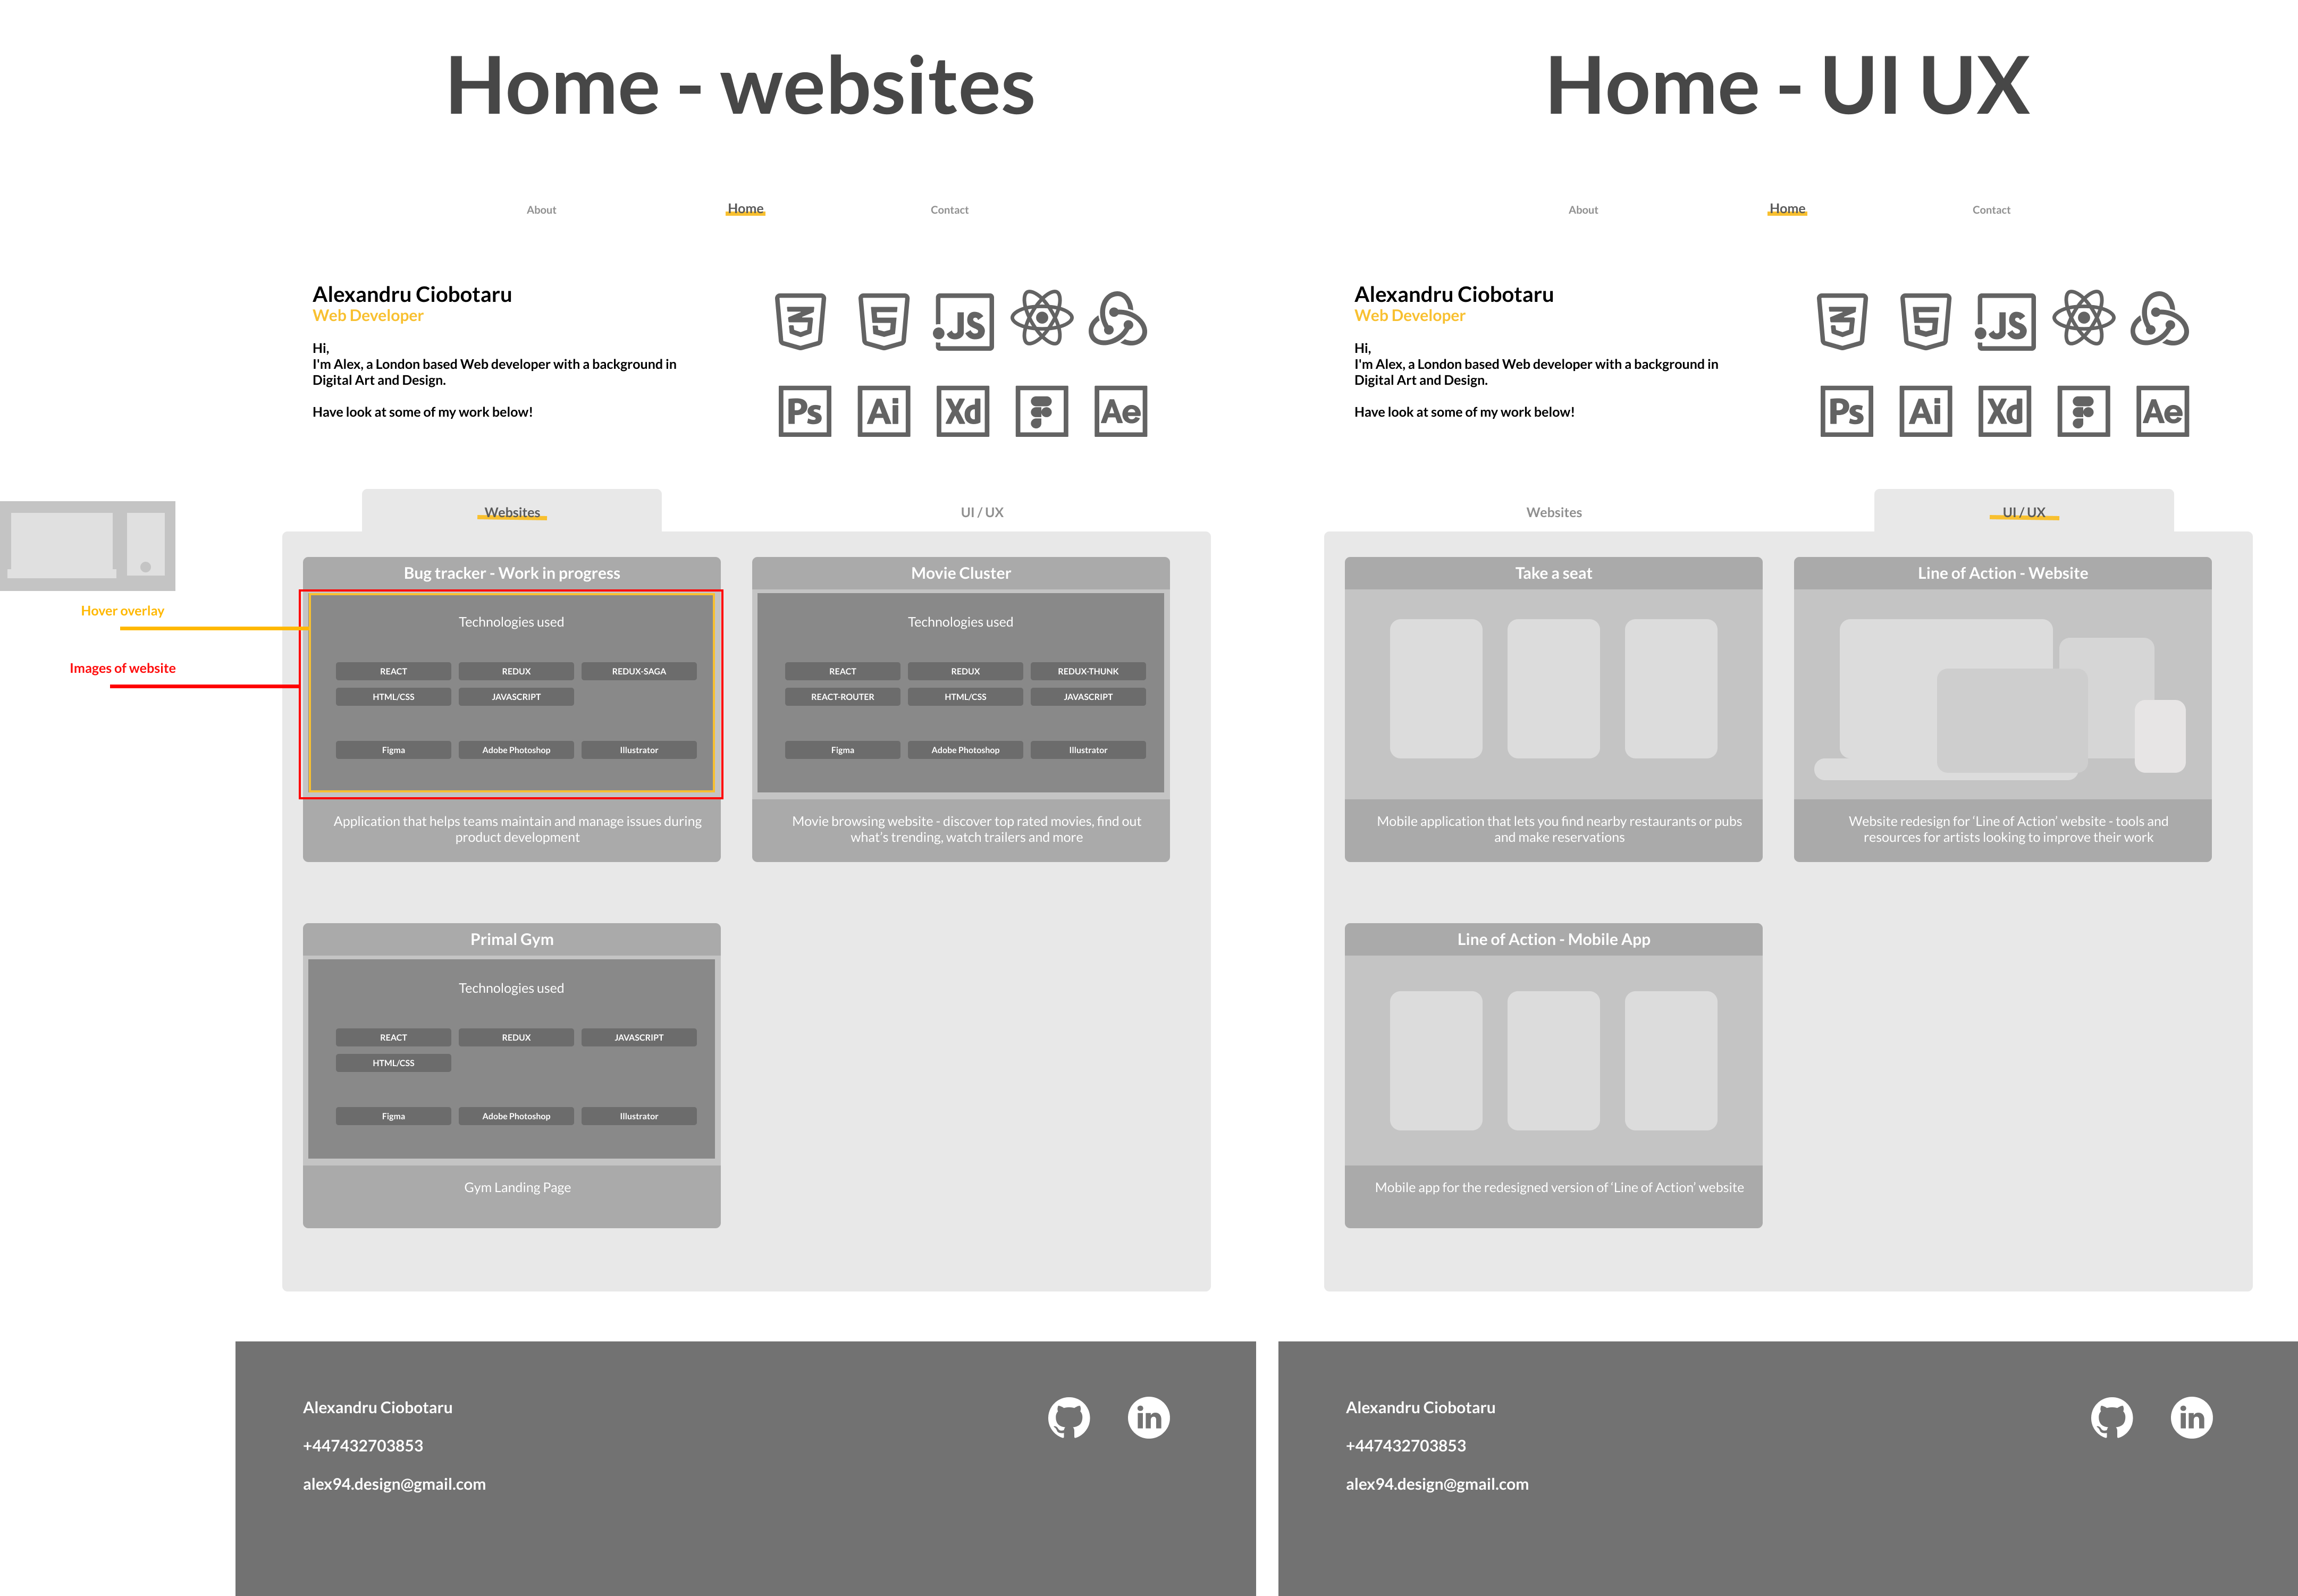 Home - websites
About
Home
Contact
Alexandru Ciobotaru
Web Developer
Hi,
I'm Alex, a London based Web developer with a background in
Digital Art and Design.
Have look at some of my work below!
3
5
JS
Ps
Ai
Xd
Ae
Websites
UI / UX
Hover overlay
Images of website
Bug tracker - Work in progress
Technologies used
REACT
REDUX
REDUX-SAGA
HTML/CSS
JAVASCRIPT
Figma
Adobe Photoshop
Illustrator
Application that helps teams maintain and manage issues during
product development
Movie Cluster
Technologies used
REACT
REDUX
REDUX-THUNK
REACT-ROUTER
HTML/CSS
JAVASCRIPT
Figma
Adobe Photoshop
Illustrator
Movie browsing website - discover top rated movies, find out
what's trending, watch trailers and more
Primal Gym
Technologies used
REACT
REDUX
JAVASCRIPT
HTML/CSS
Figma
Adobe Photoshop
Illustrator
Gym Landing Page
Alexandru Ciobotaru
+447432703853
alex94.design@gmail.com
in
Home - UI UX
About
Home
Contact
Alexandru Ciobotaru
Web Developer
Hi,
I'm Alex, a London based Web developer with a background in
Digital Art and Design.
Have look at some of my work below!
3
5
JS
Ps
Ai
Xd
Ae
Websites
UI / UX
Take a seat
Mobile application that lets you find nearby restaurants or pubs
and make reservations
Line of Action - Website
Website redesign for 'Line of Action' website - tools and
resources for artists looking to improve their work
Line of Action - Mobile App
Mobile app for the redesigned version of 'Line of Action' website
Alexandru Ciobotaru
+447432703853
alex94.design@gmail.com
in